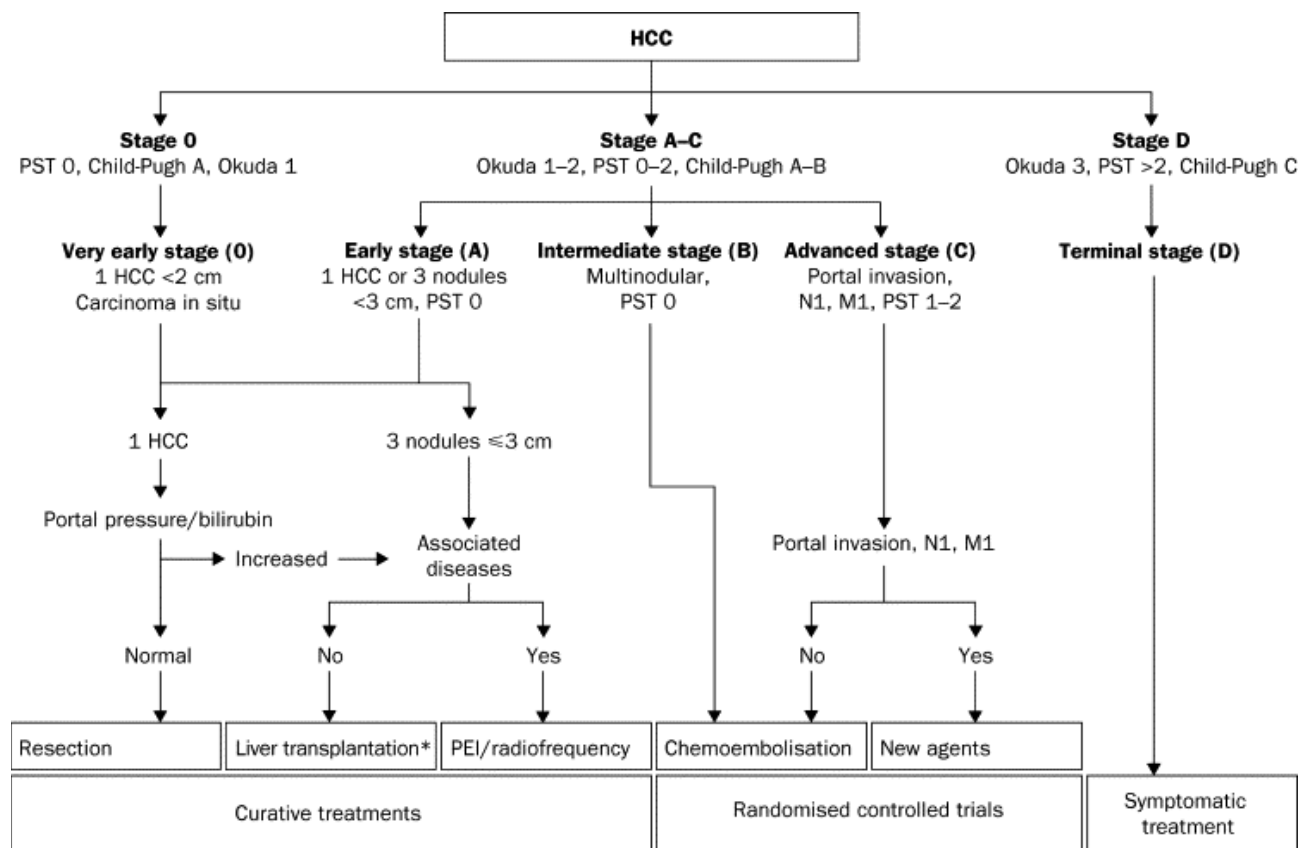 HCC
Stage 0
PST 0, Child-Pugh A, Okuda 1
Stage A–C
Okuda 1–2, PST 0–2, Child-Pugh A–B
Stage D
Okuda 3, PST >2, Child-Pugh C
Very early stage (0)
1 HCC <2 cm
Carcinoma in situ
Early stage (A)
1 HCC or 3 nodules
<3 cm, PST 0
Intermediate stage (B)
Multinodular,
PST 0
Advanced stage (C)
Portal invasion,
N1, M1, PST 1–2
Terminal stage (D)
1 HCC
3 nodules ⩽3 cm
Portal pressure/bilirubin
Increased
Associated
diseases
Portal invasion, N1, M1
Normal
No
Yes
No
Yes
Resection
Liver transplantation*
PEI/radiofrequency
Chemoembolisation
New agents
Curative treatments
Randomised controlled trials
Symptomatic
treatment